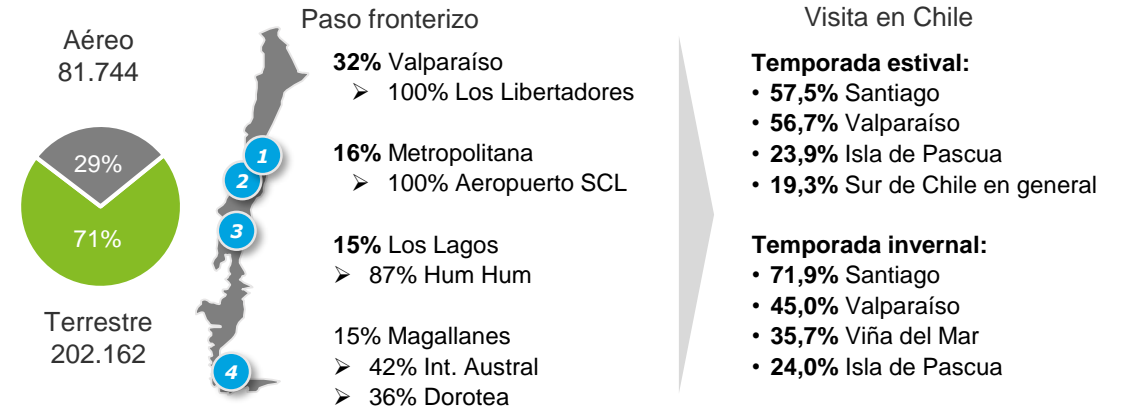 Aéreo
81.744
29%
71%
Terrestre
202.162
Paso fronterizo
1
2
3
4
32% Valparaíso
➢ 100% Los Libertadores
16% Metropolitana
➢ 100% Aeropuerto SCL
15% Los Lagos
➢ 87% Hum Hum
15% Magallanes
➢ 42% Int. Austral
➢ 36% Dorotea
Visita en Chile
Temporada estival:
• 57,5% Santiago
• 56,7% Valparaíso
• 23,9% Isla de Pascua
• 19,3% Sur de Chile en general
Temporada invernal:
• 71,9% Santiago
• 45,0% Valparaíso
• 35,7% Viña del Mar
• 24,0% Isla de Pascua